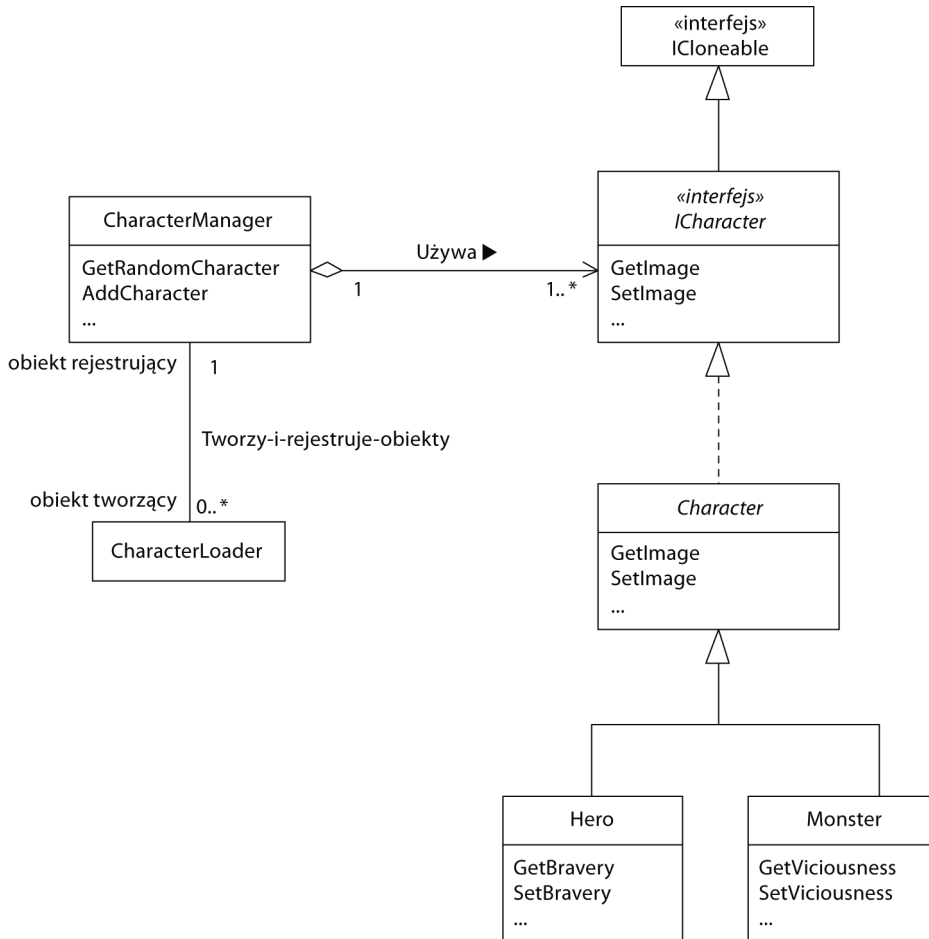 «interfejs»
ICloneable
«interfejs»
ICharacter
GetImage
SetImage
...
CharacterManager
GetRandomCharacter
AddCharacter
...
Używa
1
1.. *
obiekt rejestrujący
1
Tworzy-i-rejestruje-obiekty
obiekt tworzący
0.. *
CharacterLoader
Character
GetImage
SetImage
...
Hero
GetBravery
SetBravery
...
Monster
GetViciousness
SetViciousness
...